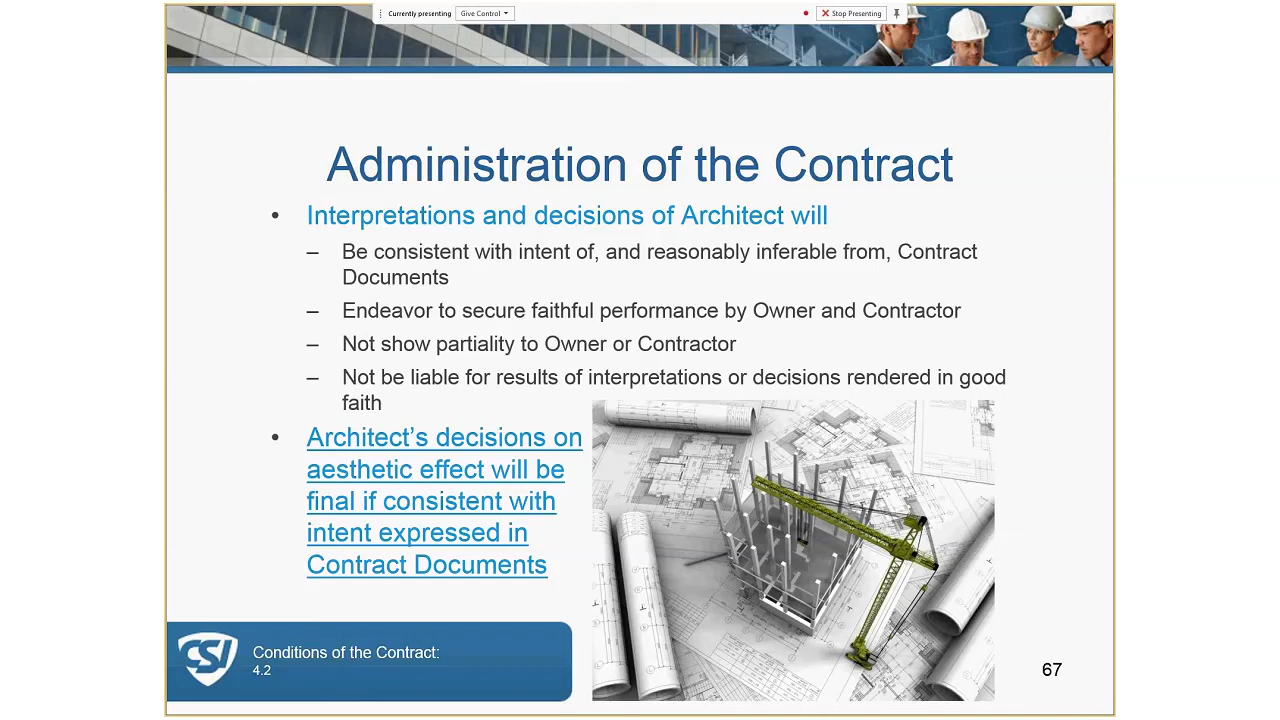 Currently presenting Give Control Stop Presenting
Administration of the Contract
• Interpretations and decisions of Architect will
– Be consistent with intent of, and reasonably inferable from, Contract
Documents
– Endeavor to secure faithful performance by Owner and Contractor
– Not show partiality to Owner or Contractor
– Not be liable for results of interpretations or decisions rendered in good
faith
• Architect’s decisions on
aesthetic effect will be
final if consistent with
intent expressed in
Contract Documents
CSI
Conditions of the Contract:
4.2
67